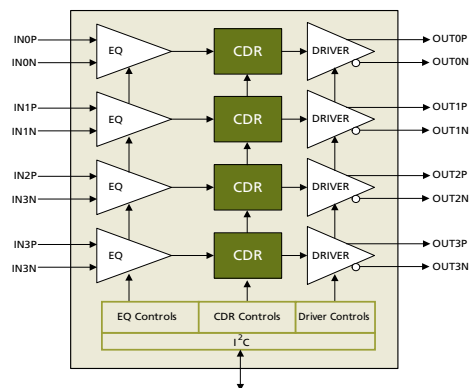 IN0P
IN0N
EQ
CDR
DRIVER
OUT0P
OUT0N
IN1P
IN1N
EQ
CDR
DRIVER
OUT1P
OUT1N
IN2P
IN3N
EQ
CDR
DRIVER
OUT2P
OUT2N
IN3P
IN3N
EQ
CDR
DRIVER
OUT3P
OUT3N
EQ Controls
CDR Controls
Driver Controls
I²C